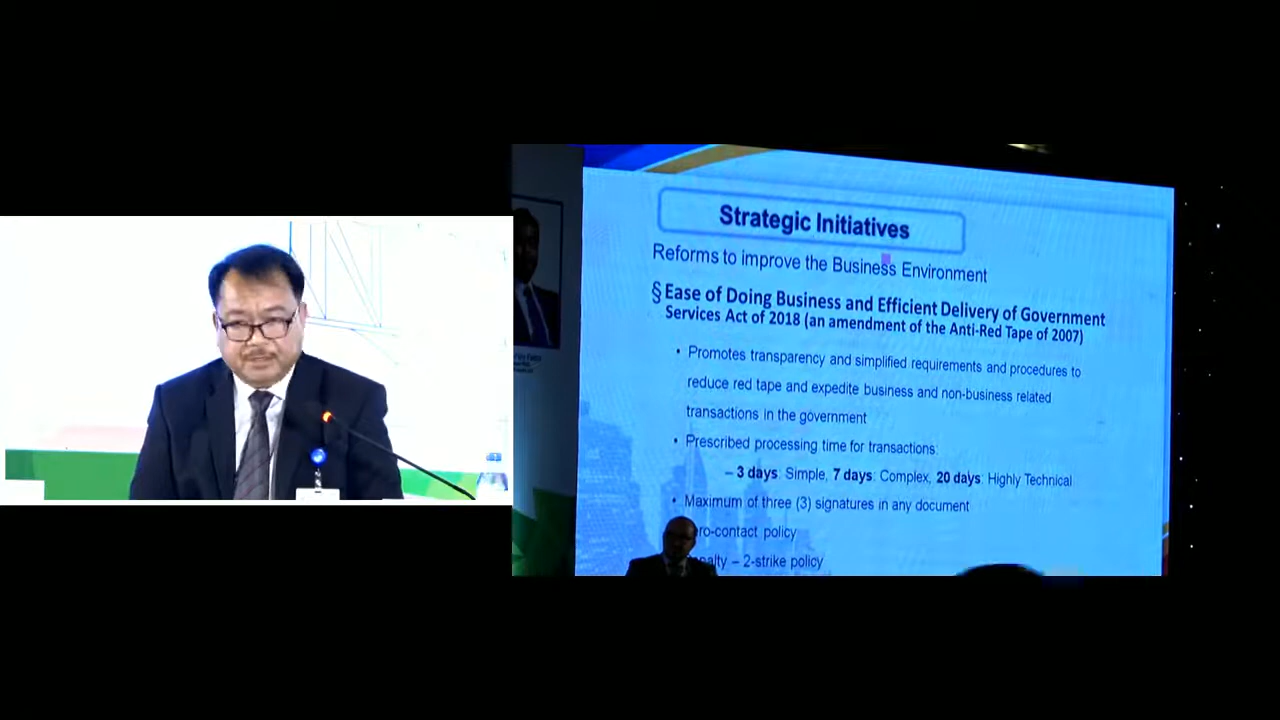 Strategic Initiatives
Reforms to improve the Business Environment
§ Ease of Doing Business and Efficient Delivery of Government
Services Act of 2018 (an amendment of the Anti-Red Tape of 2007)
• Promotes transparency and simplified requirements and procedures to
reduce red tape and expedite business and non-business related
transactions in the government
• Prescribed processing time for transactions:
– 3 days: Simple, 7 days: Complex, 20 days: Highly Technical
• Maximum of three (3) signatures in any document
ro-contact policy
nalty – 2-strike policy